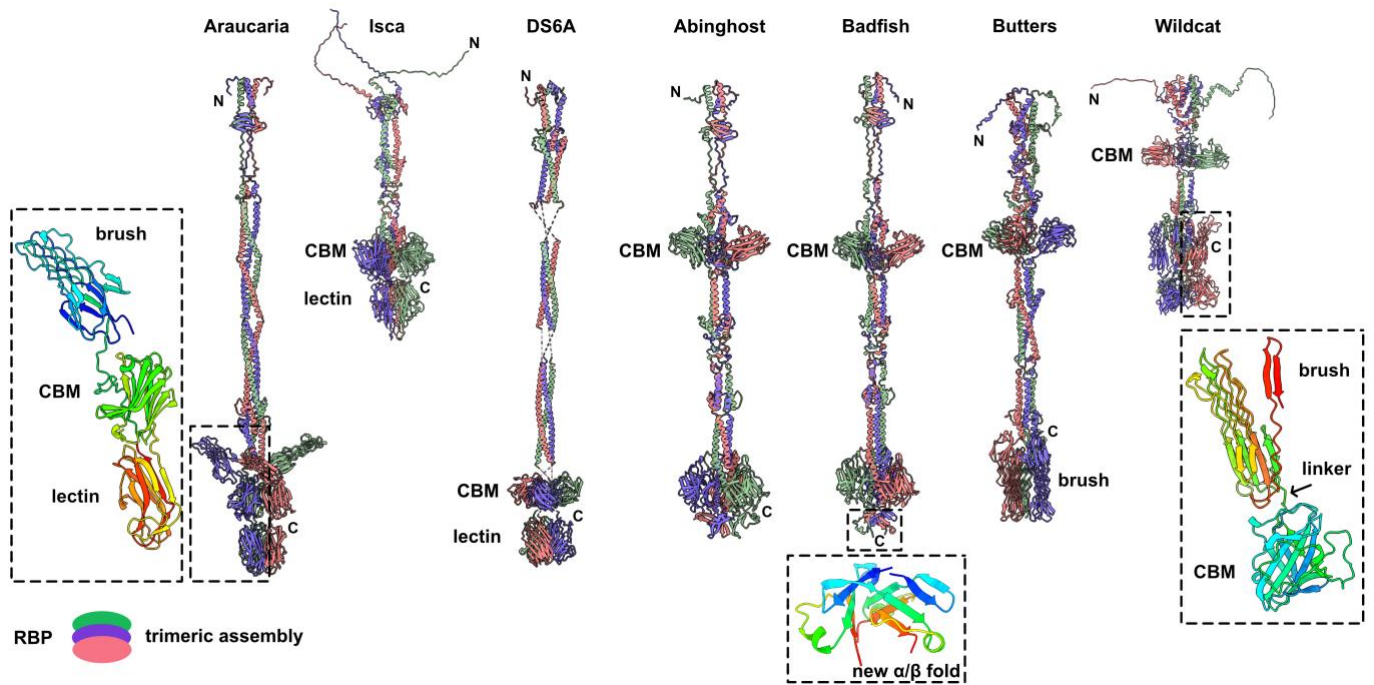 Araucaria
Isca
DS6A
Abinghost
Badfish
Butters
Wildcat
N
N
N
N
N
N
N
CBM
brush
CBM
CBM
CBM
CBM
C
lectin
C
CBM
brush
C
linker
lectin
C
CBM
C
brush
CBM
lectin
C
C
RBP
trimeric assembly
new α/β fold